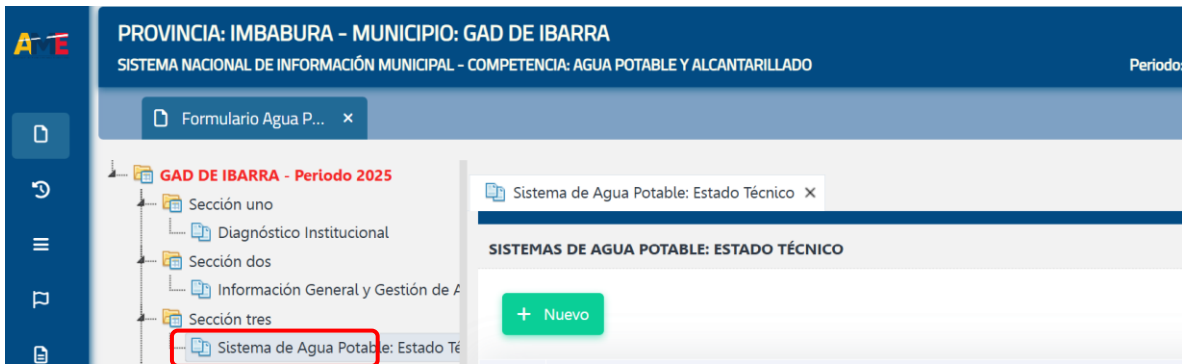 AME
PROVINCIA: IMBABURA - MUNICIPIO: GAD DE IBARRA
SISTEMA NACIONAL DE INFORMACIÓN MUNICIPAL - COMPETENCIA: AGUA POTABLE Y ALCANTARILLADO
Periodo:
Formulario Agua P... ×
GAD DE IBARRA - Periodo 2025
Sección uno
Diagnóstico Institucional
Sección dos
Información General y Gestión de A
Sección tres
Sistema de Agua Potable: Estado Té
Sistema de Agua Potable: Estado Técnico ×
SISTEMAS DE AGUA POTABLE: ESTADO TÉCNICO
+ Nuevo